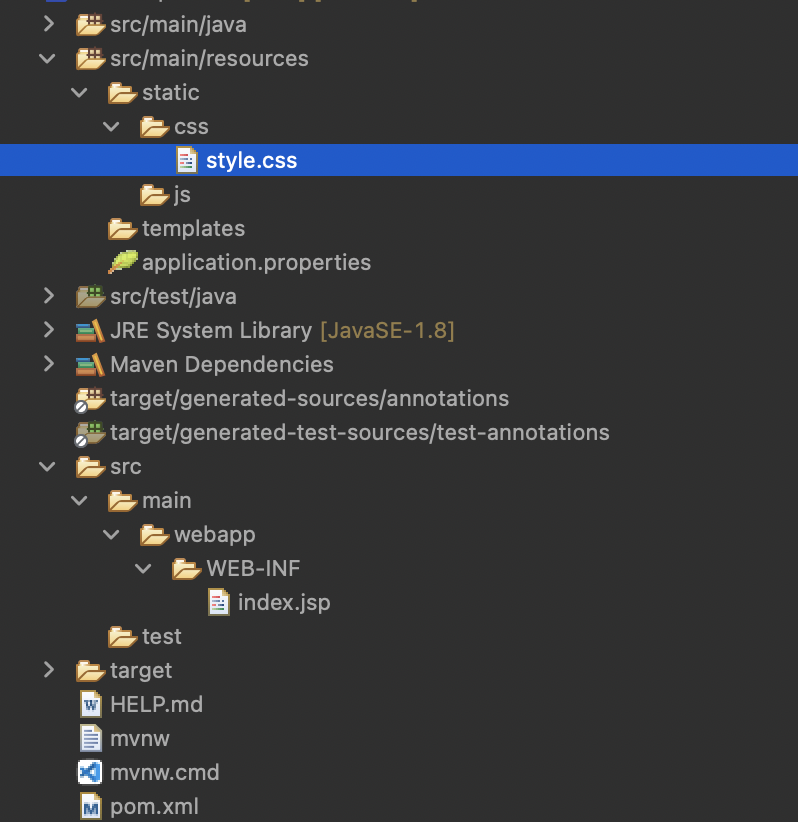 src/main/java
src/main/resources
static
css
style.css
js
templates
application.properties
src/test/java
JRE System Library [JavaSE-1.8]
Maven Dependencies
target/generated-sources/annotations
target/generated-test-sources/test-annotations
src
main
webapp
WEB-INF
index.jsp
test
target
HELP.md
mvnw
mvnw.cmd
pom.xml